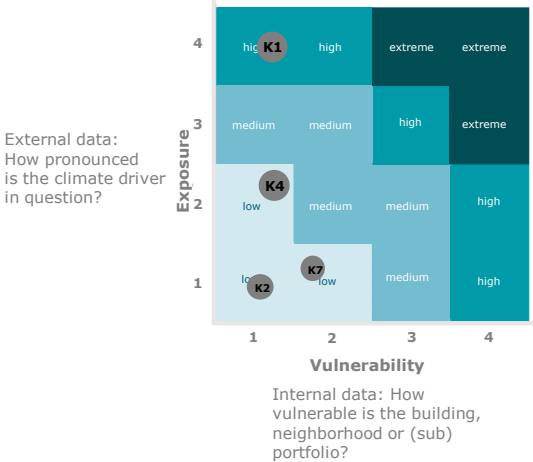 4
high
K1
high
extreme
extreme
External data:
How pronounced
is the climate driver
in question?
Exposure
3
medium
medium
high
extreme
2
K4
low
medium
medium
high
1
K2
K7
low
medium
high
1
2
3
4
Vulnerability
Internal data: How
vulnerable is the building,
neighborhood or (sub)
portfolio?